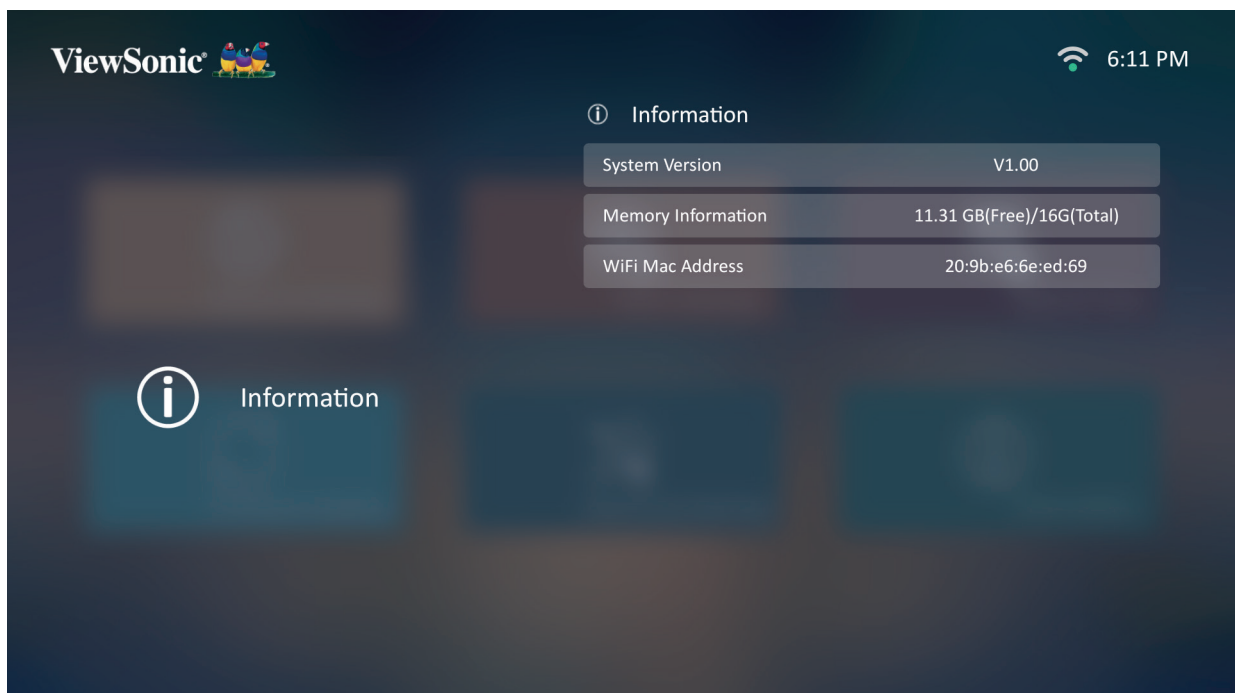 ViewSonic®
6:11 PM
Information
System Version V1.00
Memory Information 11.31 GB(Free)/16G(Total)
WiFi Mac Address 20:9b:e6:6e:ed:69
Information